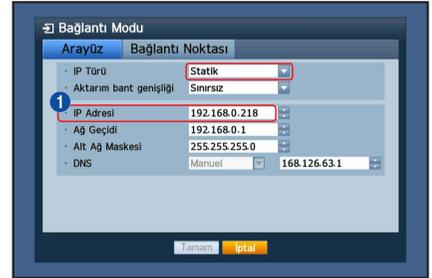 Bağlantı Modu
Arayüz Bağlantı Noktası
· IP Türü Statik
· Aktarım bant genişliği Sınırsız
1
· IP Adresi 192.168.0.218
· Ağ Geçidi 192.168.0.1
· Alt Ağ Maskesi 255.255.255.0
· DNS Manuel 168.126.63.1
Tamam İptal